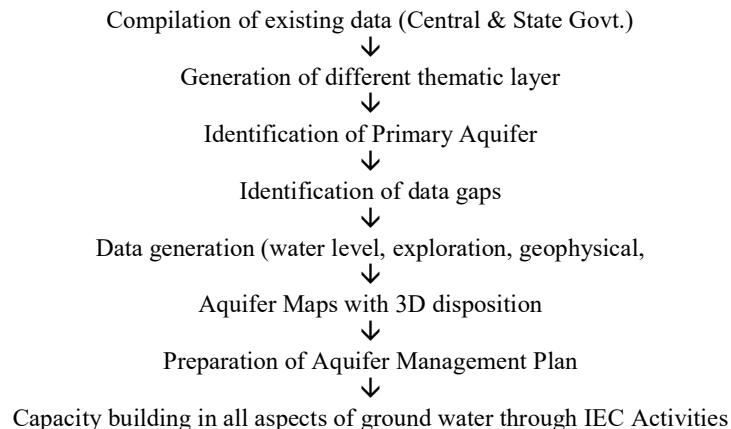 Compilation of existing data (Central & State Govt.)
Generation of different thematic layer
Identification of Primary Aquifer
Identification of data gaps
Data generation (water level, exploration, geophysical,
Aquifer Maps with 3D disposition
Preparation of Aquifer Management Plan
Capacity building in all aspects of ground water through IEC Activities